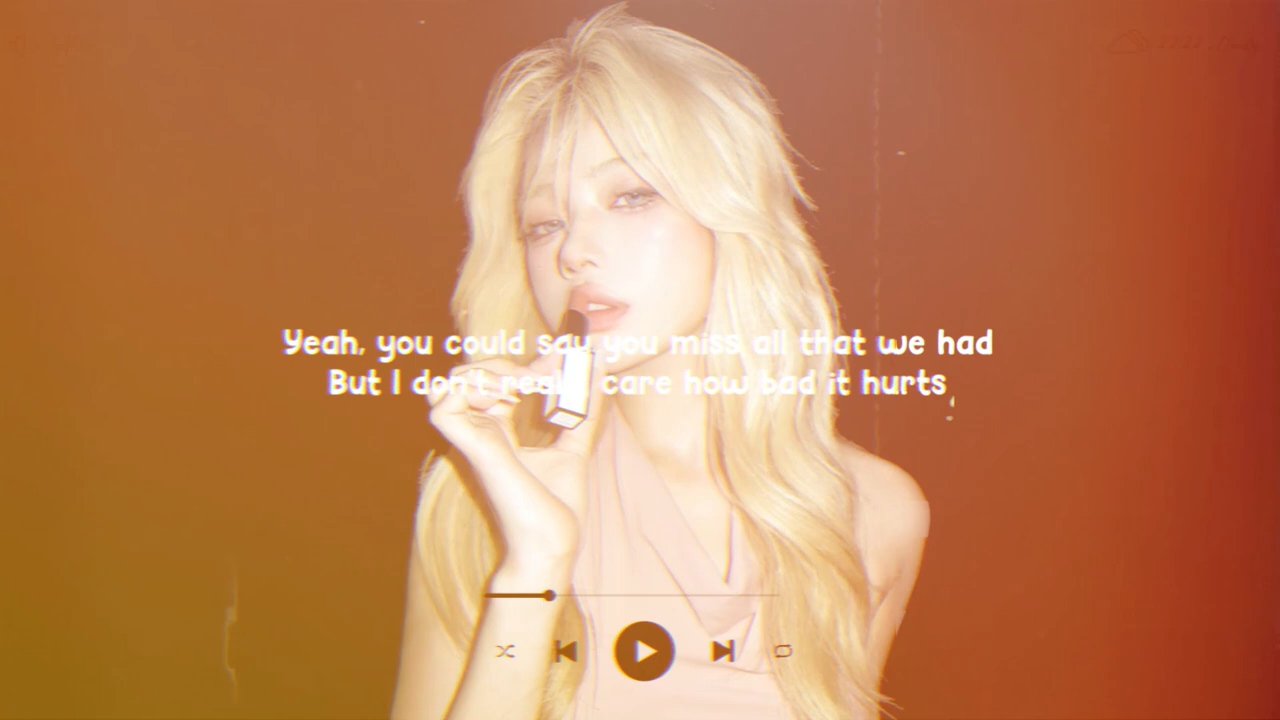 Yeah, you could say you miss all that we had
But I don't really care how bad it hurts